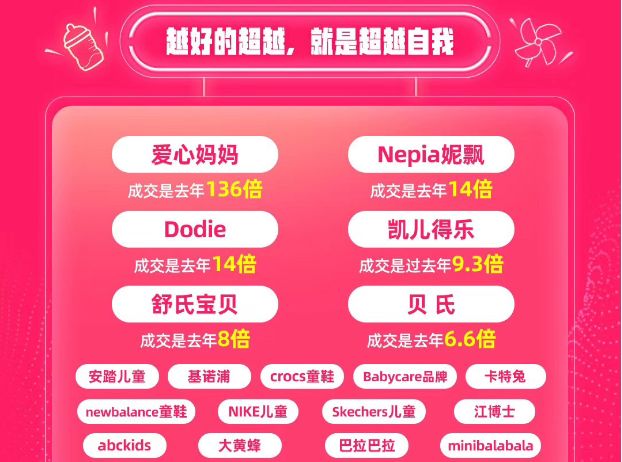 越好的超越，就是超越自我
爱心妈妈 Nepia妮飘
成交是去年136倍 成交是去年14倍
Dodie 凯儿得乐
成交是去年14倍 成交是过去年9.3倍
舒氏宝贝 贝 氏
成交是去年8倍 成交是去年6.6倍
安踏儿童 基诺浦 crocs童鞋 Babycare品牌 卡特兔
newbalance童鞋 NIKE儿童 Skechers儿童 江博士
abckids 大黄蜂 巴拉巴拉 minibalabala